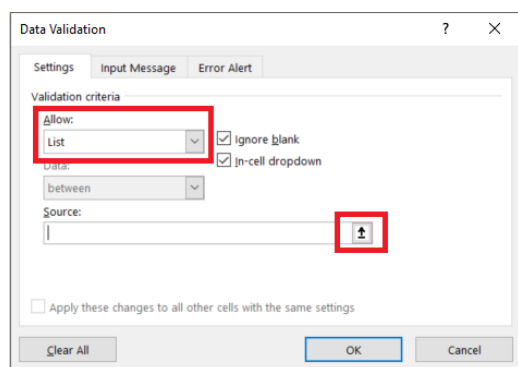 Data Validation ?
Settings Input Message Error Alert
Validation criteria
Allow:
List Ignore blank
Data: In-cell dropdown
between
Source:
Apply these changes to all other cells with the same settings
Clear All OK Cancel